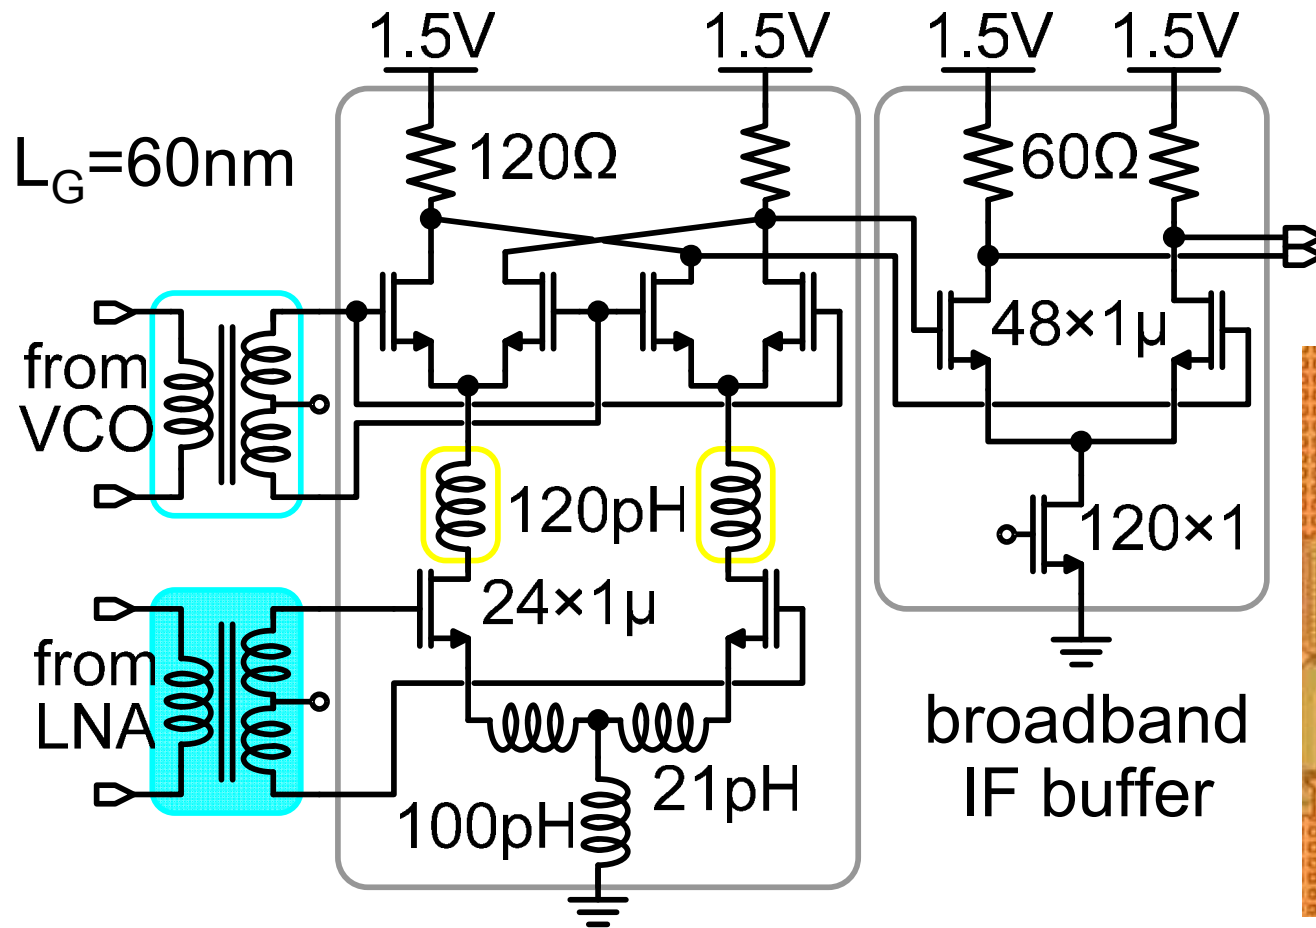 1.5V 1.5V 1.5V 1.5V
L_G=60nm
120Ω
60Ω
from
VCO
48×1μ
120pH
120×1
24×1μ
from
LNA
21pH
100pH
broadband
IF buffer